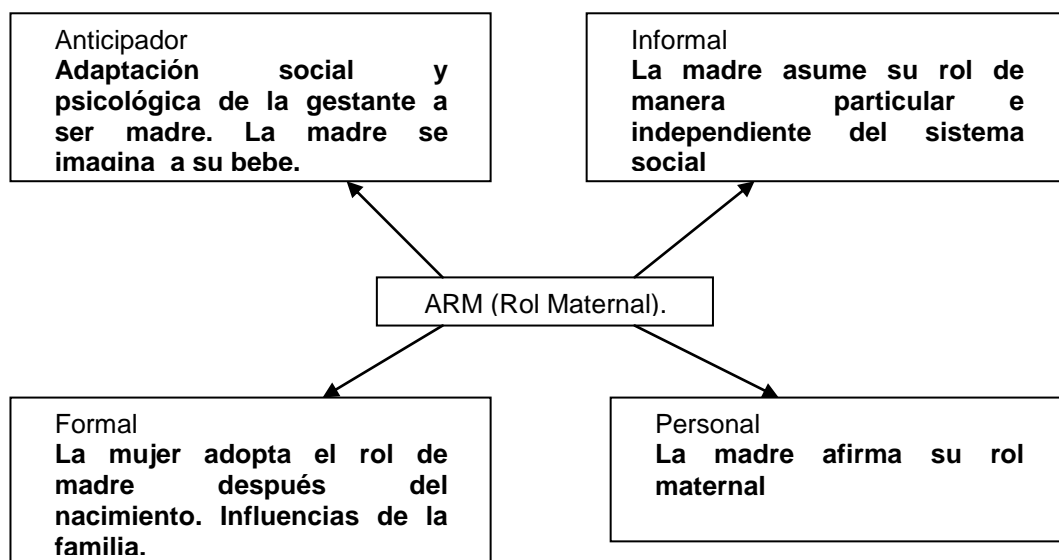 Anticipador
Adaptación social y
psicológica de la gestante a
ser madre. La madre se
imagina a su bebe.
Informal
La madre asume su rol de
manera particular e
independiente del sistema
social
ARM (Rol Maternal).
Formal
La mujer adopta el rol de
madre después del
nacimiento. Influencias de la
familia.
Personal
La madre afirma su rol
maternal